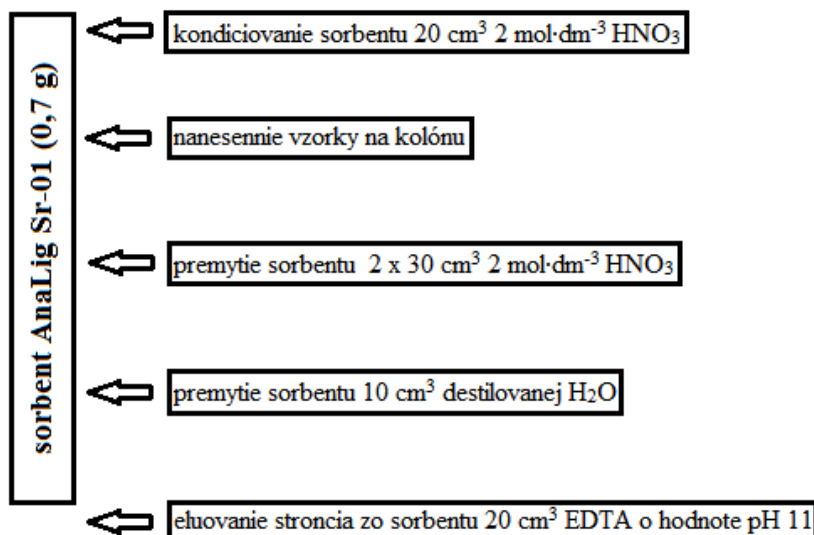 sorbent AnaLig Sr-01 (0,7 g)
kondiciovanie sorbentu 20 cm³ 2 mol·dm⁻³ HNO₃
nanesennie vzorky na kolónu
premytie sorbentu 2 x 30 cm³ 2 mol·dm⁻³ HNO₃
premytie sorbentu 10 cm³ destilovanej H₂O
eluovanie stroncia zo sorbentu 20 cm³ EDTA o hodnote pH 11